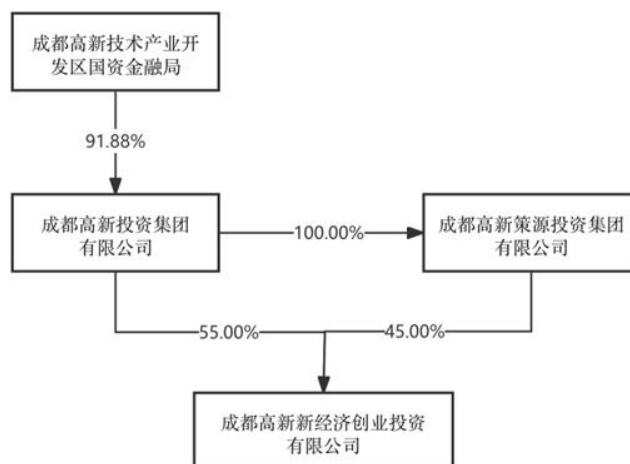 成都高新技术产业开
发区国资金融局
91.88%
成都高新投资集团
有限公司
100.00%
成都高新策源投资集团
有限公司
55.00%
45.00%
成都高新新经济创业投资
有限公司